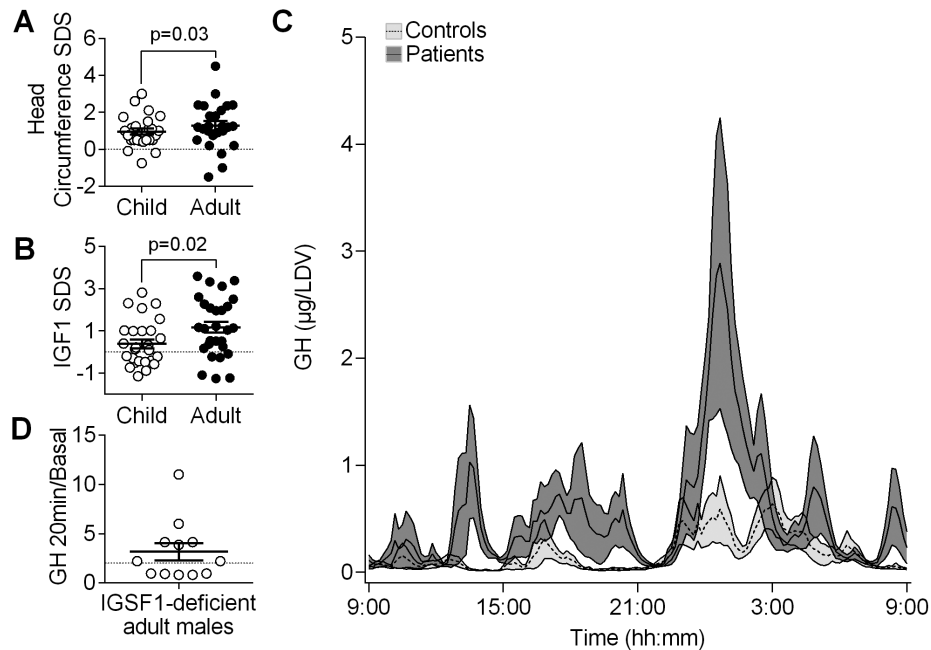 A
Head
Circumference SDS
6
4
2
0
-2
p=0.03
Child
Adult
B
IGF1 SDS
5
3
1
-1
p=0.02
Child
Adult
D
GH 20min/Basal
15
10
5
0
IGSF1-deficient
adult males
C
Controls
Patients
GH (µg/LDV)
5
4
3
2
1
0
9:00
15:00
21:00
3:00
9:00
Time (hh:mm)